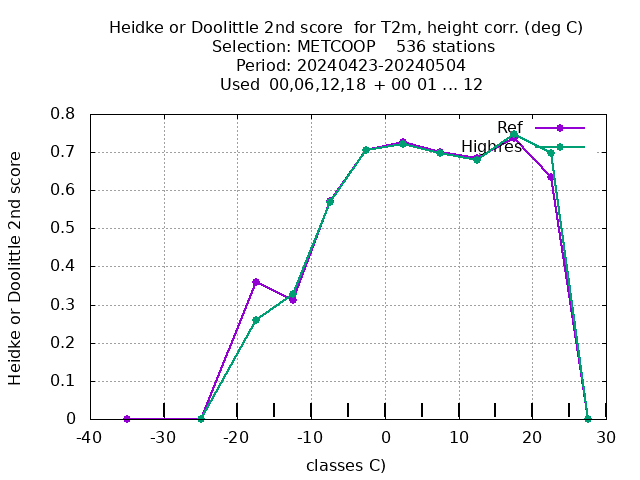 Heidke or Doolittle 2nd score  for T2m, height corr. (deg C)
Selection: METCOOP    536 stations
Period: 20240423-20240504
Used  00,06,12,18  + 00 01 ... 12
Heidke or Doolittle 2nd score
0.8
0.7
0.6
0.5
0.4
0.3
0.2
0.1
0
Ref
Highres
-40 -30 -20 -10 0 10 20 30
classes C)